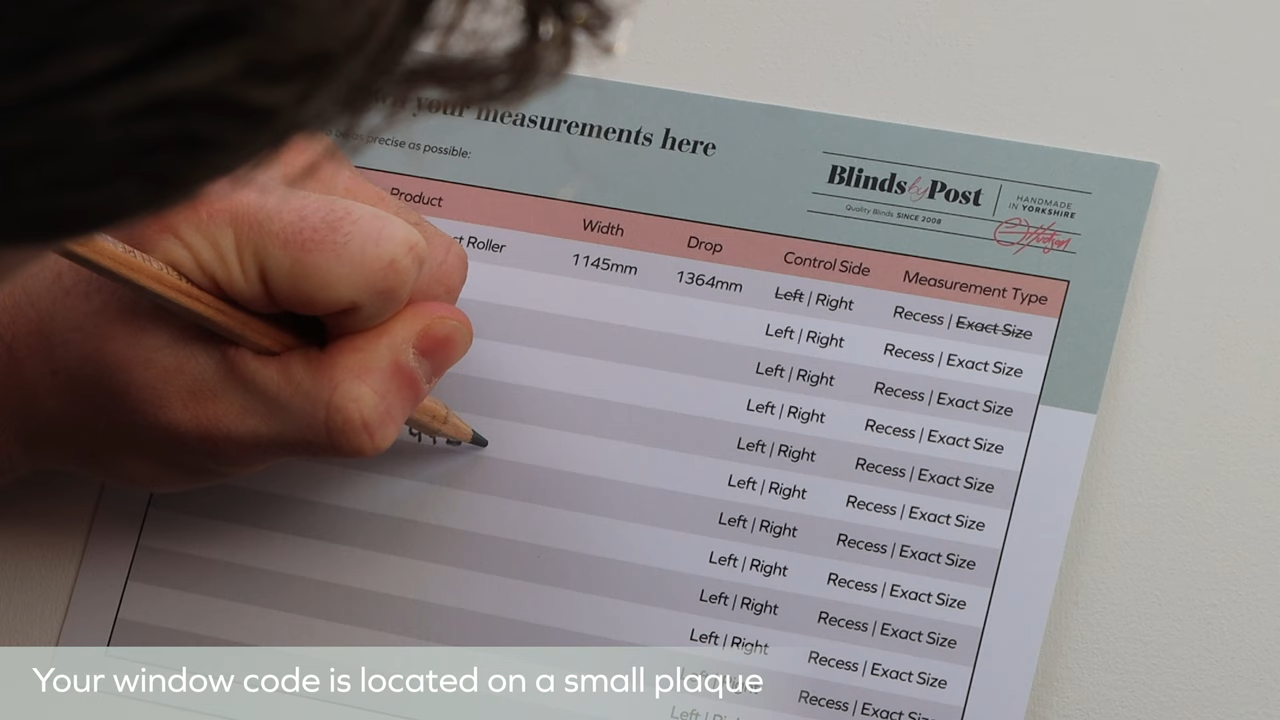 your measurements here
be as precise as possible:
Blinds by Post
HANDMADE
IN YORKSHIRE
Quality Blinds SINCE 2008
Hudson
Product Width Drop Control Side Measurement Type
Roller 1145mm 1364mm Left | Right Recess | Exact Size
Left | Right Recess | Exact Size
Left | Right Recess | Exact Size
Left | Right Recess | Exact Size
Left | Right Recess | Exact Size
Left | Right Recess | Exact Size
Left | Right Recess | Exact Size
Left | Right Recess | Exact Size
Left | Right Recess | Exact Size
Left | Right Recess | Exact Size
Recess | Exact Size
Your window code is located on a small plaque